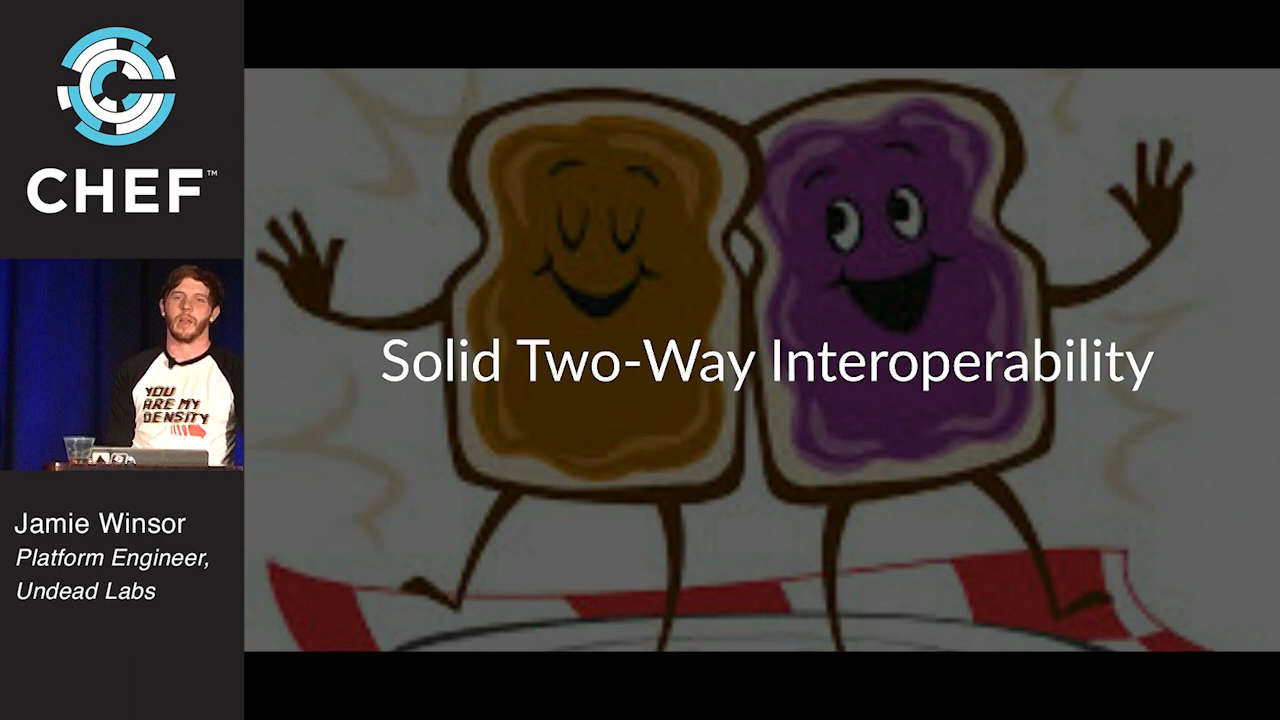 CHEF™
YOU
ARE MY
DENSITY
Jamie Winsor
Platform Engineer,
Undead Labs
Solid Two-Way Interoperability